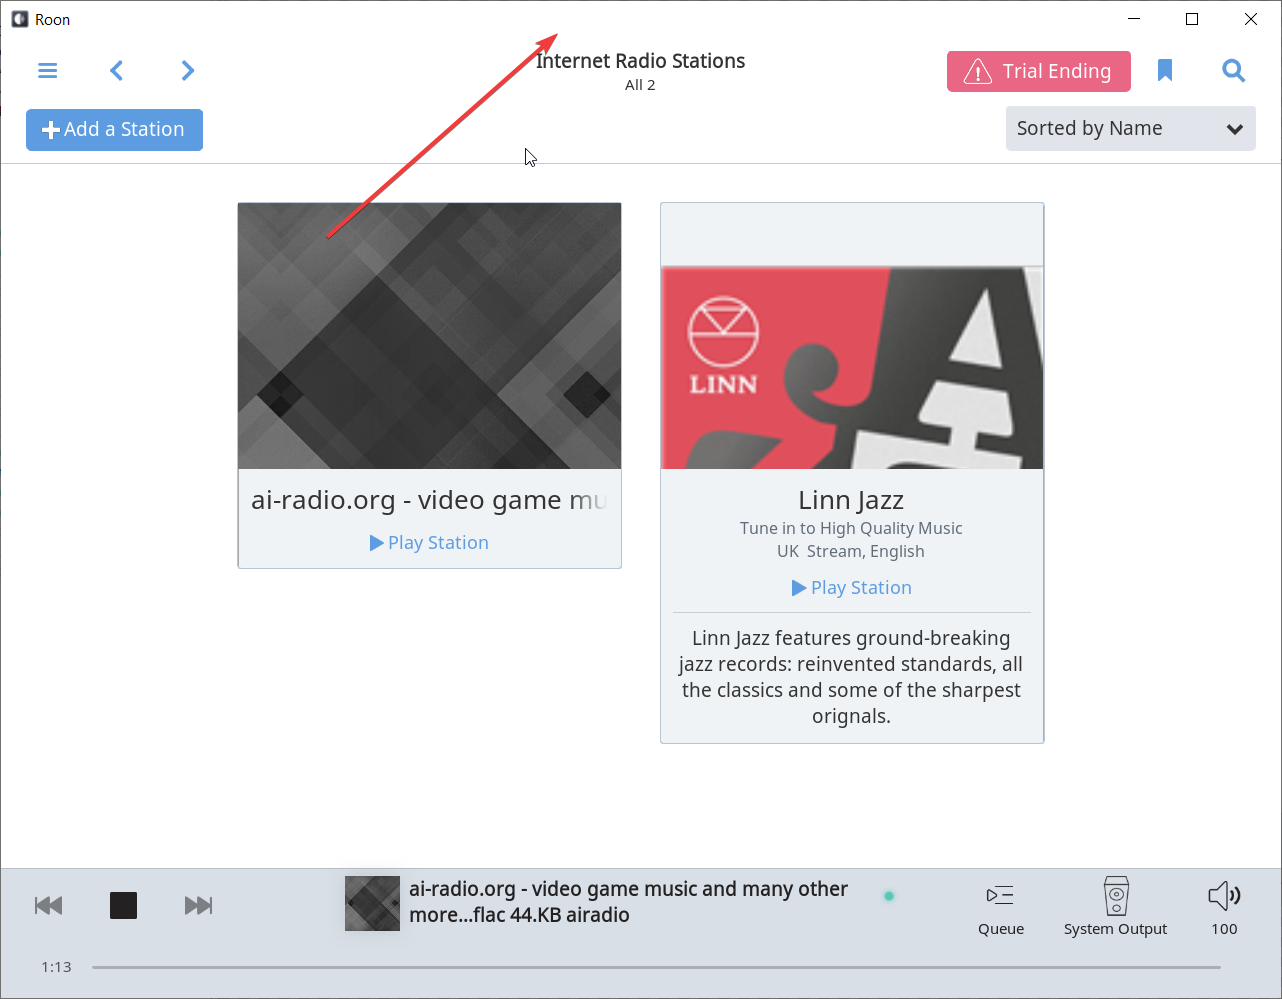 Roon
Internet Radio Stations
All 2
Trial Ending
Add a Station
Sorted by Name
LINN
ai-radio.org - video game mu
Play Station
Linn Jazz
Tune in to High Quality Music
UK Stream, English
Play Station
Linn Jazz features ground-breaking
jazz records: reinvented standards, all
the classics and some of the sharpest
orignals.
ai-radio.org - video game music and many other
more...flac 44.KB airadio
Queue
System Output
100
1:13